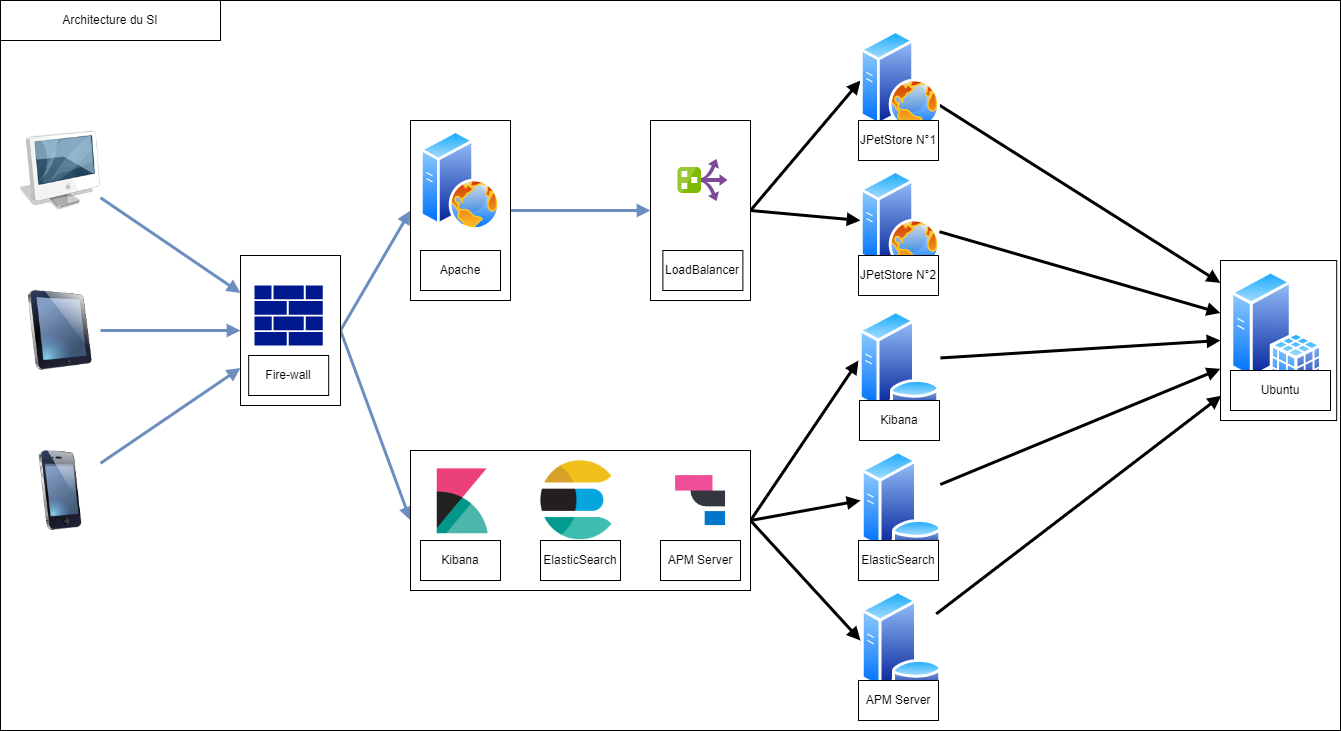 Architecture du SI
JPetStore N°1
Apache
LoadBalancer
JPetStore N°2
Fire-wall
Ubuntu
Kibana
Kibana
ElasticSearch
APM Server
ElasticSearch
APM Server